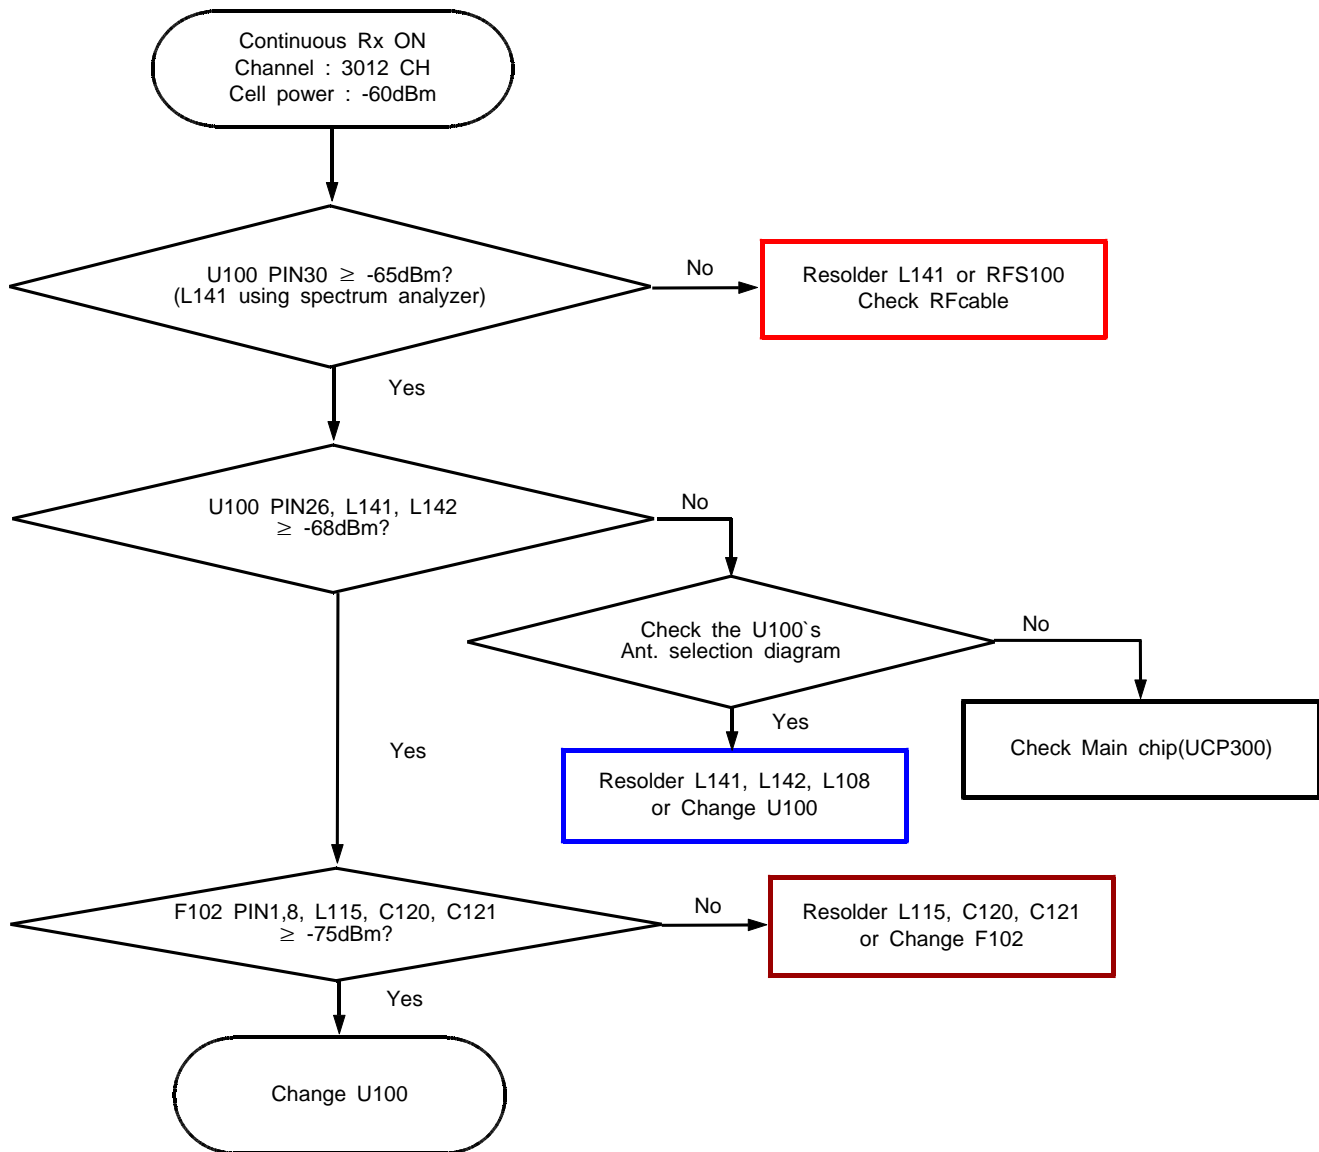 Continuous Rx ON
Channel : 3012 CH
Cell power : -60dBm
U100 PIN30 ≥ -65dBm?
(L141 using spectrum analyzer)
No
Resolder L141 or RFS100
Check RFcable
Yes
U100 PIN26, L141, L142
≥ -68dBm?
No
Check the U100`s
Ant. selection diagram
No
Check Main chip(UCP300)
Yes
Resolder L141, L142, L108
or Change U100
Yes
F102 PIN1,8, L115, C120, C121
≥ -75dBm?
No
Resolder L115, C120, C121
or Change F102
Yes
Change U100